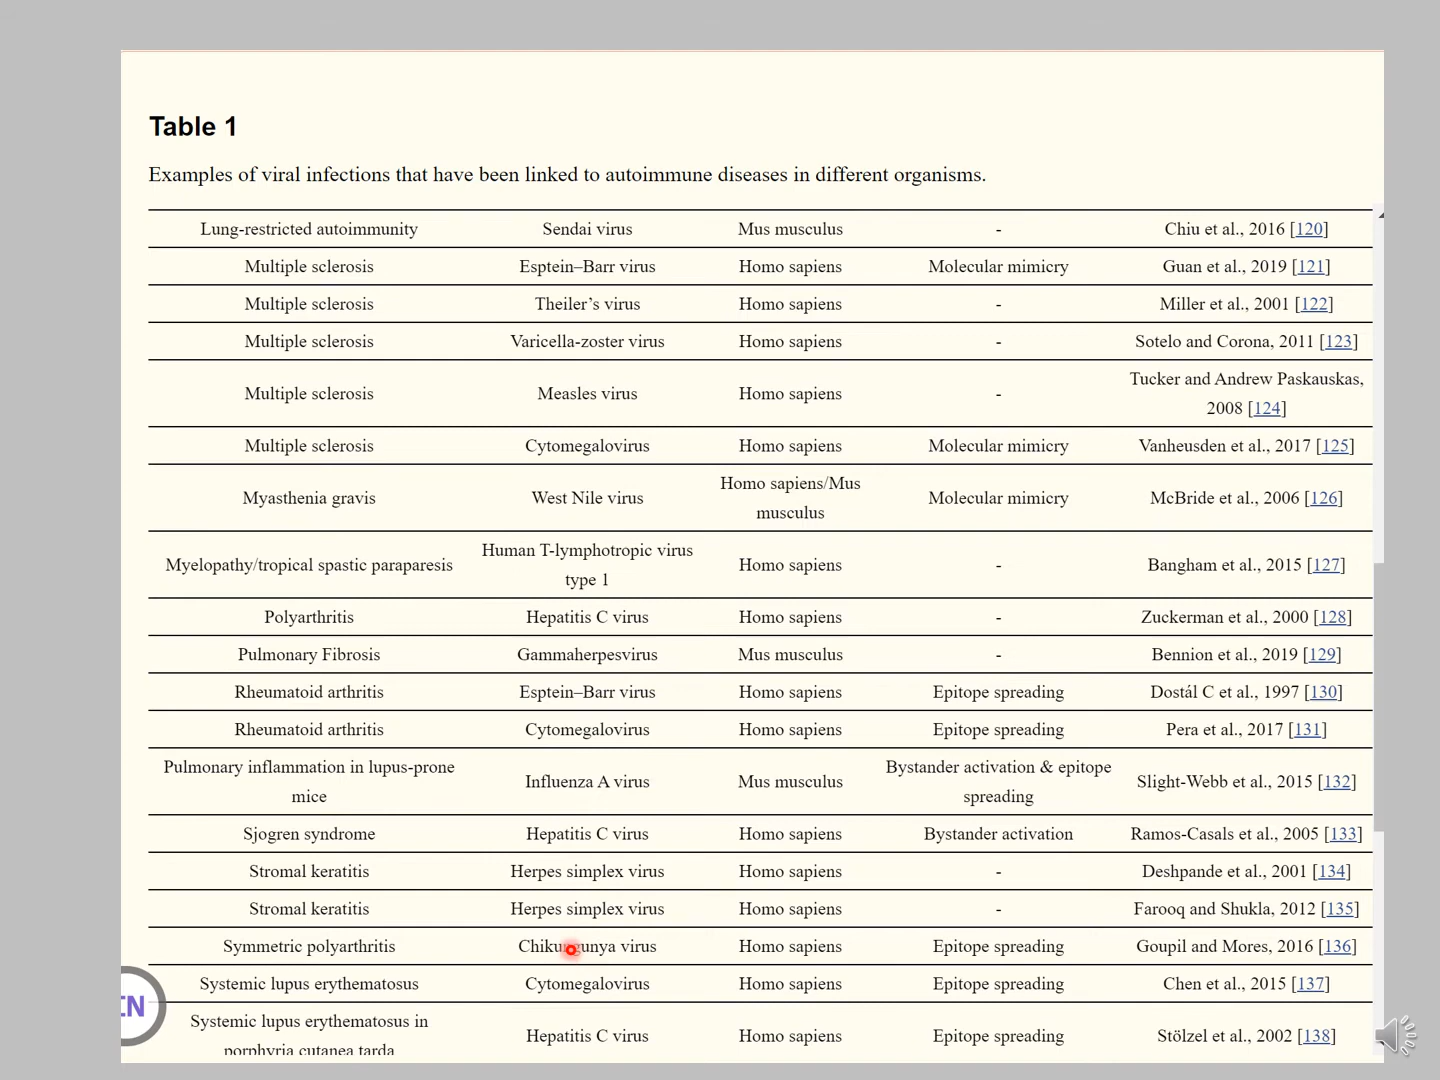 Table 1
Examples of viral infections that have been linked to autoimmune diseases in different organisms.
Lung-restricted autoimmunity Sendai virus Mus musculus - Chiu et al., 2016 [120]
Multiple sclerosis Esptein–Barr virus Homo sapiens Molecular mimicry Guan et al., 2019 [121]
Multiple sclerosis Theiler’s virus Homo sapiens - Miller et al., 2001 [122]
Multiple sclerosis Varicella-zoster virus Homo sapiens - Sotelo and Corona, 2011 [123]
Multiple sclerosis Measles virus Homo sapiens - Tucker and Andrew Paskauskas,
2008 [124]
Multiple sclerosis Cytomegalovirus Homo sapiens Molecular mimicry Vanheusden et al., 2017 [125]
Myasthenia gravis West Nile virus Homo sapiens/Mus
musculus Molecular mimicry McBride et al., 2006 [126]
Myelopathy/tropical spastic paraparesis Human T-lymphotropic virus
type 1 Homo sapiens - Bangham et al., 2015 [127]
Polyarthritis Hepatitis C virus Homo sapiens - Zuckerman et al., 2000 [128]
Pulmonary Fibrosis Gammaherpesvirus Mus musculus - Bennion et al., 2019 [129]
Rheumatoid arthritis Esptein–Barr virus Homo sapiens Epitope spreading Dostál C et al., 1997 [130]
Rheumatoid arthritis Cytomegalovirus Homo sapiens Epitope spreading Pera et al., 2017 [131]
Pulmonary inflammation in lupus-prone
mice Influenza A virus Mus musculus Bystander activation & epitope
spreading Slight-Webb et al., 2015 [132]
Sjogren syndrome Hepatitis C virus Homo sapiens Bystander activation Ramos-Casals et al., 2005 [133]
Stromal keratitis Herpes simplex virus Homo sapiens - Deshpande et al., 2001 [134]
Stromal keratitis Herpes simplex virus Homo sapiens - Farooq and Shukla, 2012 [135]
Symmetric polyarthritis Chikungunya virus Homo sapiens Epitope spreading Goupil and Mores, 2016 [136]
Systemic lupus erythematosus Cytomegalovirus Homo sapiens Epitope spreading Chen et al., 2015 [137]
Systemic lupus erythematosus in
porphyria cutanea tarda Hepatitis C virus Homo sapiens Epitope spreading Stölzel et al., 2002 [138]